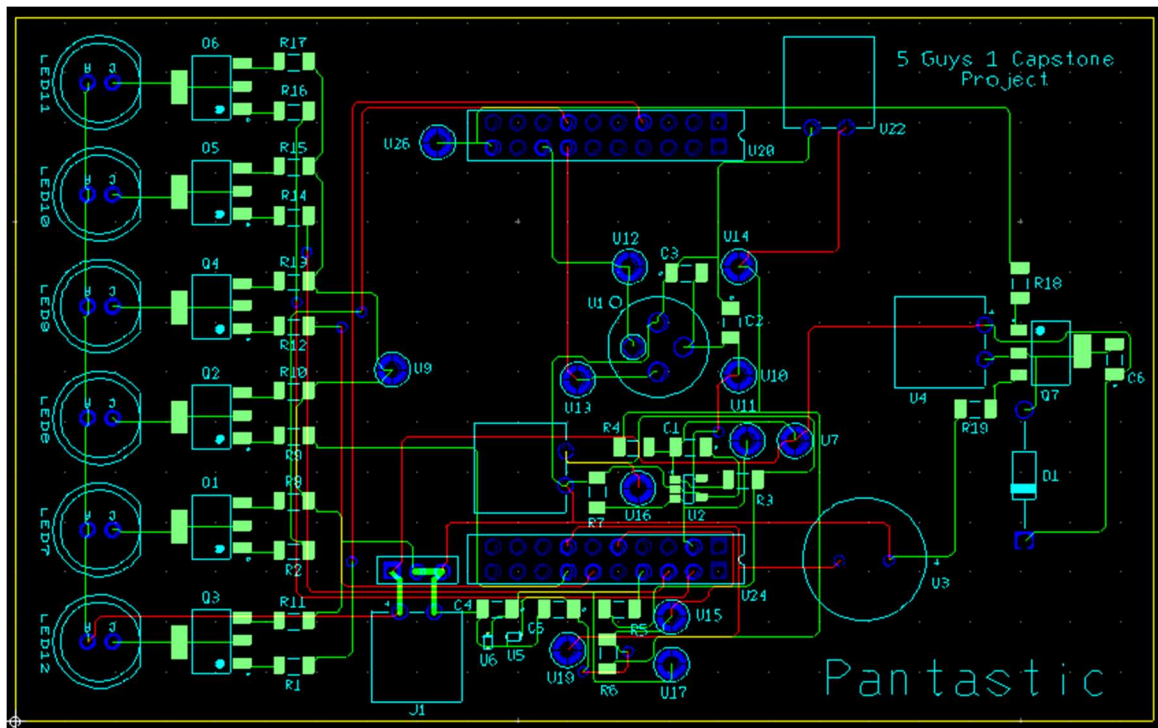 5 Guys 1 Capstone
Project
LED11
A
C
Q6
R17
R16
LED10
A
C
Q5
R15
R14
LED9
A
C
Q4
R13
R12
LED8
A
C
Q2
R10
R9
LED7
A
C
Q1
R8
R2
LED12
A
C
Q3
R11
R1
U26
U20
U22
U12
C3
U14
U1
C2
U9
U13
U10
U11
U7
R4
C1
R3
R7
U16
U2
U24
U3
R18
U4
R19
Q7
C6
D1
C4
C5
R5
U15
U6
U5
U19
R6
U17
J1
Pantastic